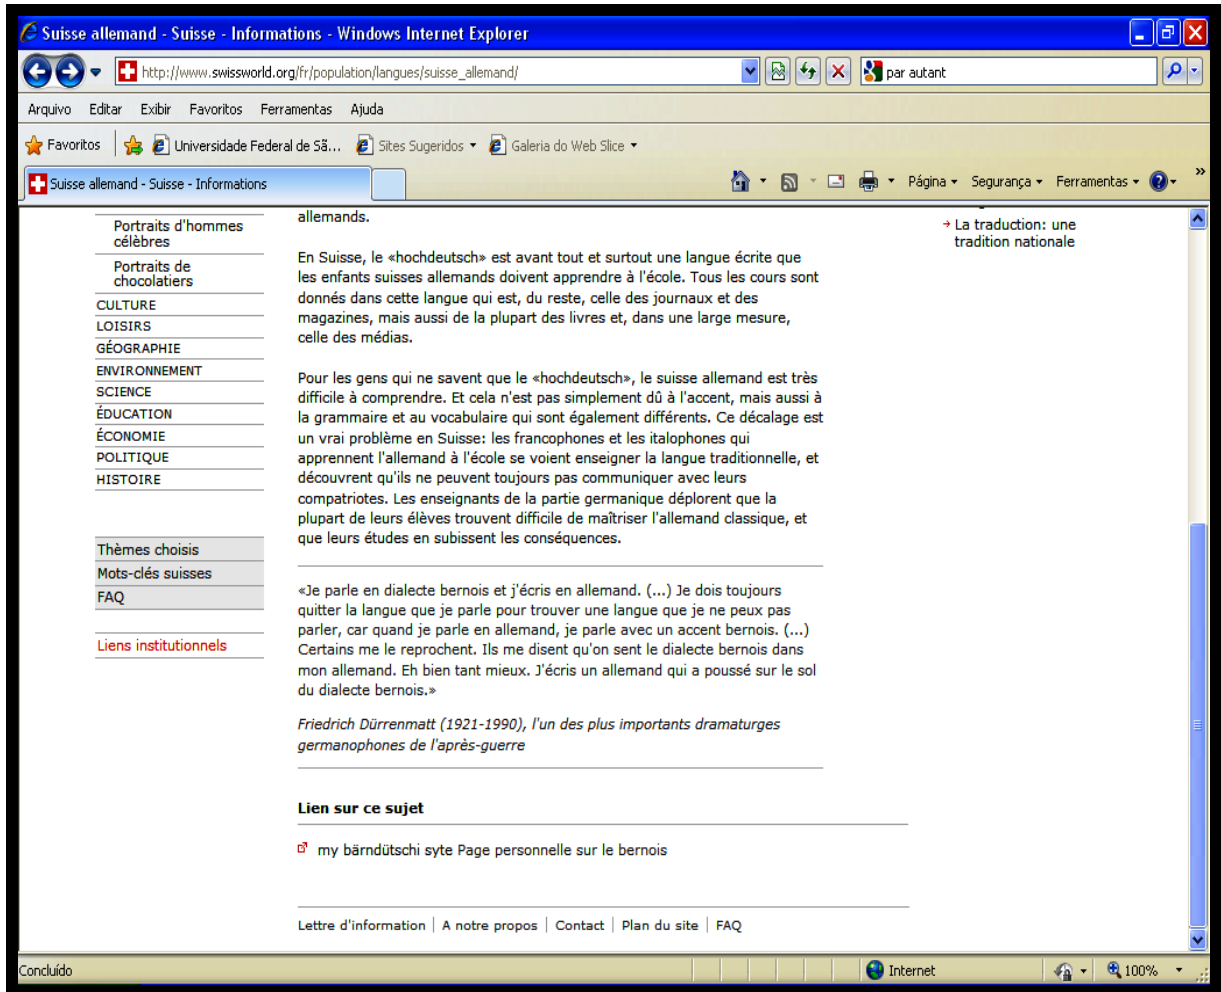 Suisse allemand - Suisse - Informations - Windows Internet Explorer
http://www.swissworld.org/fr/population/langues/suisse_allemand/
par autant
Arquivo Editar Exibir Favoritos Ferramentas Ajuda
Favoritos Universidade Federal de Sã... Sites Sugeridos Galeria do Web Slice
Suisse allemand - Suisse - Informations
Página Segurança Ferramentas »
Portraits d'hommes
célèbres
Portraits de
chocolatiers
CULTURE
LOISIRS
GÉOGRAPHIE
ENVIRONNEMENT
SCIENCE
ÉDUCATION
ÉCONOMIE
POLITIQUE
HISTOIRE
Thèmes choisis
Mots-clés suisses
FAQ
Liens institutionnels
allemands.
En Suisse, le «hochdeutsch» est avant tout et surtout une langue écrite que
les enfants suisses allemands doivent apprendre à l'école. Tous les cours sont
donnés dans cette langue qui est, du reste, celle des journaux et des
magazines, mais aussi de la plupart des livres et, dans une large mesure,
celle des médias.
Pour les gens qui ne savent que le «hochdeutsch», le suisse allemand est très
difficile à comprendre. Et cela n'est pas simplement dû à l'accent, mais aussi à
la grammaire et au vocabulaire qui sont également différents. Ce décalage est
un vrai problème en Suisse: les francophones et les italophones qui
apprennent l'allemand à l'école se voient enseigner la langue traditionnelle, et
découvrent qu'ils ne peuvent toujours pas communiquer avec leurs
compatriotes. Les enseignants de la partie germanique déplorent que la
plupart de leurs élèves trouvent difficile de maîtriser l'allemand classique, et
que leurs études en subissent les conséquences.
«Je parle en dialecte bernois et j'écris en allemand. (...) Je dois toujours
quitter la langue que je parle pour trouver une langue que je ne peux pas
parler, car quand je parle en allemand, je parle avec un accent bernois. (...)
Certains me le reprochent. Ils me disent qu'on sent le dialecte bernois dans
mon allemand. Eh bien tant mieux. J'écris un allemand qui a poussé sur le sol
du dialecte bernois.»
Friedrich Dürrenmatt (1921-1990), l'un des plus importants dramaturges
germanophones de l'après-guerre
Lien sur ce sujet
my bärndütschi syte Page personnelle sur le bernois
Lettre d'information | A notre propos | Contact | Plan du site | FAQ
La traduction: une
tradition nationale
Concluído
Internet
100%